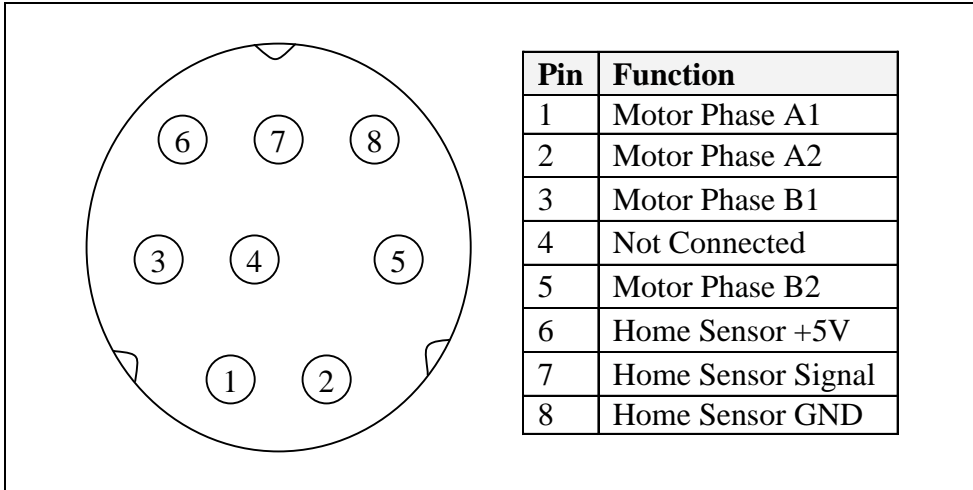 6 7 8
3 4 5
1 2
Pin Function
1 Motor Phase A1
2 Motor Phase A2
3 Motor Phase B1
4 Not Connected
5 Motor Phase B2
6 Home Sensor +5V
7 Home Sensor Signal
8 Home Sensor GND